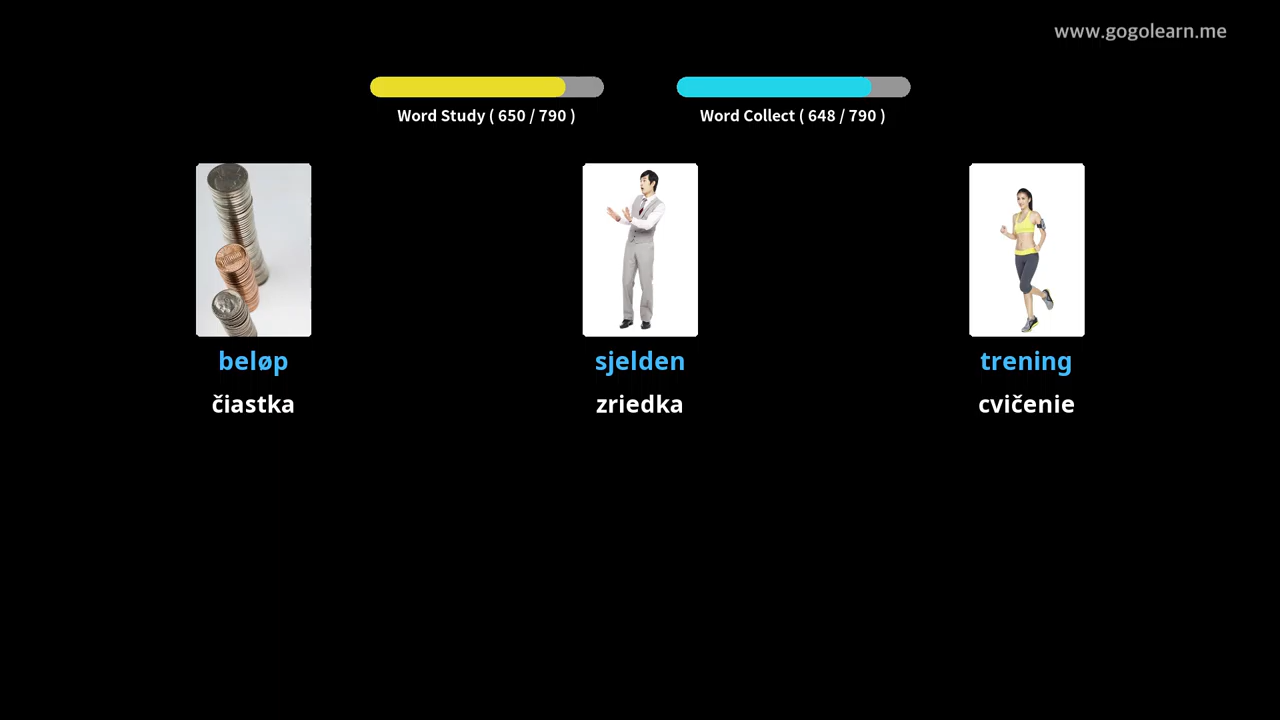 www.gogolearn.me
Word Study ( 650 / 790 )
Word Collect ( 648 / 790 )
beløp
sjelden
trening
čiastka
zriedka
cvičenie